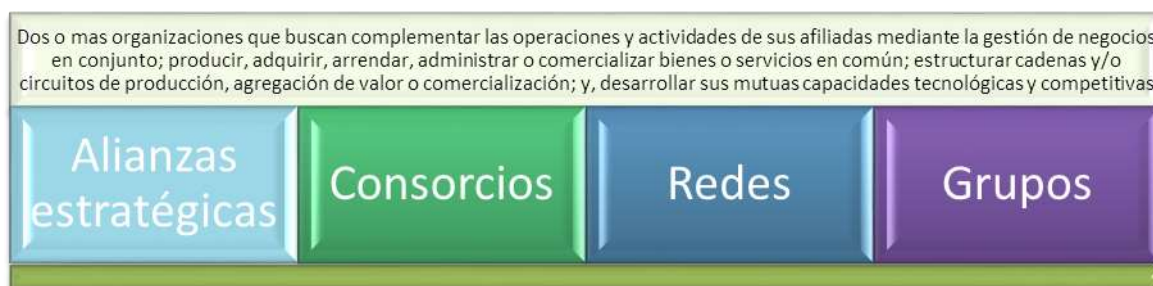 Dos o mas organizaciones que buscan complementar las operaciones y actividades de sus afiliadas mediante la gestión de negocios
en conjunto; producir, adquirir, arrendar, administrar o comercializar bienes o servicios en común; estructurar cadenas y/o
circuitos de producción, agregación de valor o comercialización; y, desarrollar sus mutuas capacidades tecnológicas y competitivas
Alianzas
estratégicas
Consorcios
Redes
Grupos